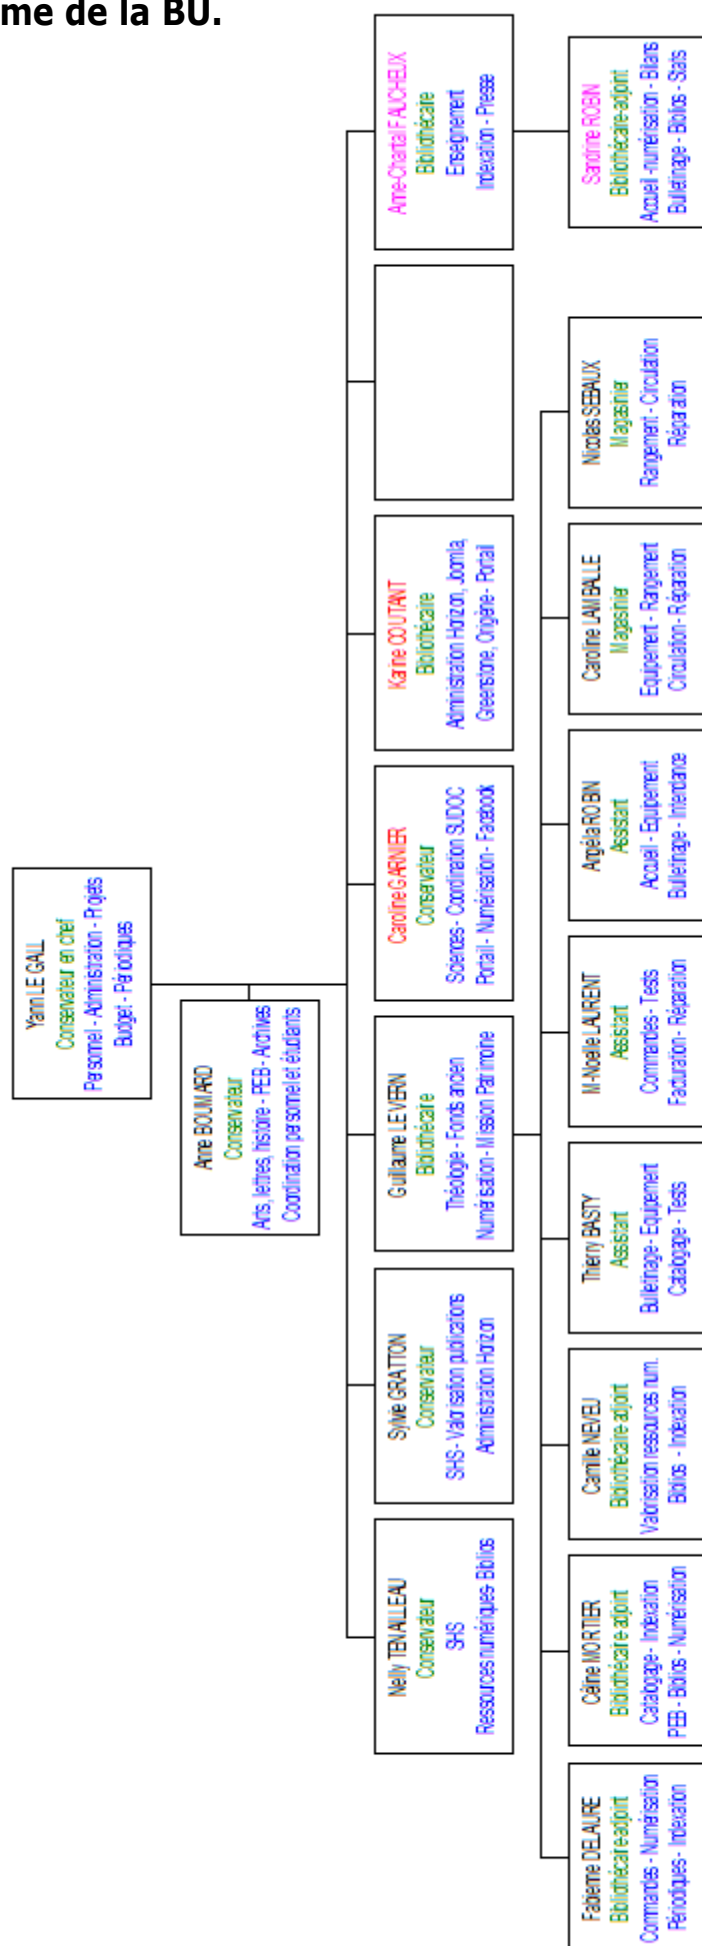 me de la BU.
Yann LE GALL
Conservateur en chef
Personnel - Administration - Projets
Budget - Périodiques
Anne BOUMARD
Conservateur
Arts, lettres, histoire - PEB - Archives
Coordination personnel et étudiants
Nelly TENAILLEAU
Conservateur
SHS
Ressources numériques- Biblios
Sylvie GRATTON
Conservateur
SHS - Valorisation publications
Administration Horizon
Guillaume LE VERN
Bibliothécaire
Théologie - Fonds ancien
Numérisation - Mission Patrimoine
Caroline GARNIER
Conservateur
Sciences - Coordination SUDOC
Portail - Numérisation - Facebook
Karine COUTANT
Bibliothécaire
Administration Horizon, Joomla,
Greenstone, Origène - Portail
Anne-Chantal FAUCHEUX
Bibliothécaire
Enseignement
Indexation - Presse
Fabienne DELAURE
Bibliothécaire-adjoint
Commandes - Numérisation
Périodiques - Indexation
Céline MORTIER
Bibliothécaire-adjoint
Catalogage - Indexation
PEB - Biblios - Numérisation
Camille NEVEU
Bibliothécaire-adjoint
Valorisation ressources num.
Biblios - Indexation
Thierry BASTY
Assistant
Bulletinage - Equipement
Catalogage - Tests
M-Noelle LAURENT
Assistant
Commandes - Tests
Facturation - Réparation
Angéla ROBIN
Assistant
Accueil - Equipement
Bulletinage - Intendance
Caroline LAMBALLE
Magasinier
Equipement - Rangement
Circulation - Réparation
Nicolas SEBAUX
Magasinier
Rangement - Circulation
Réparation
Sandrine ROBIN
Bibliothécaire-adjoint
Accueil -numérisation - Bilans
Bulletinage - Biblios - Stats